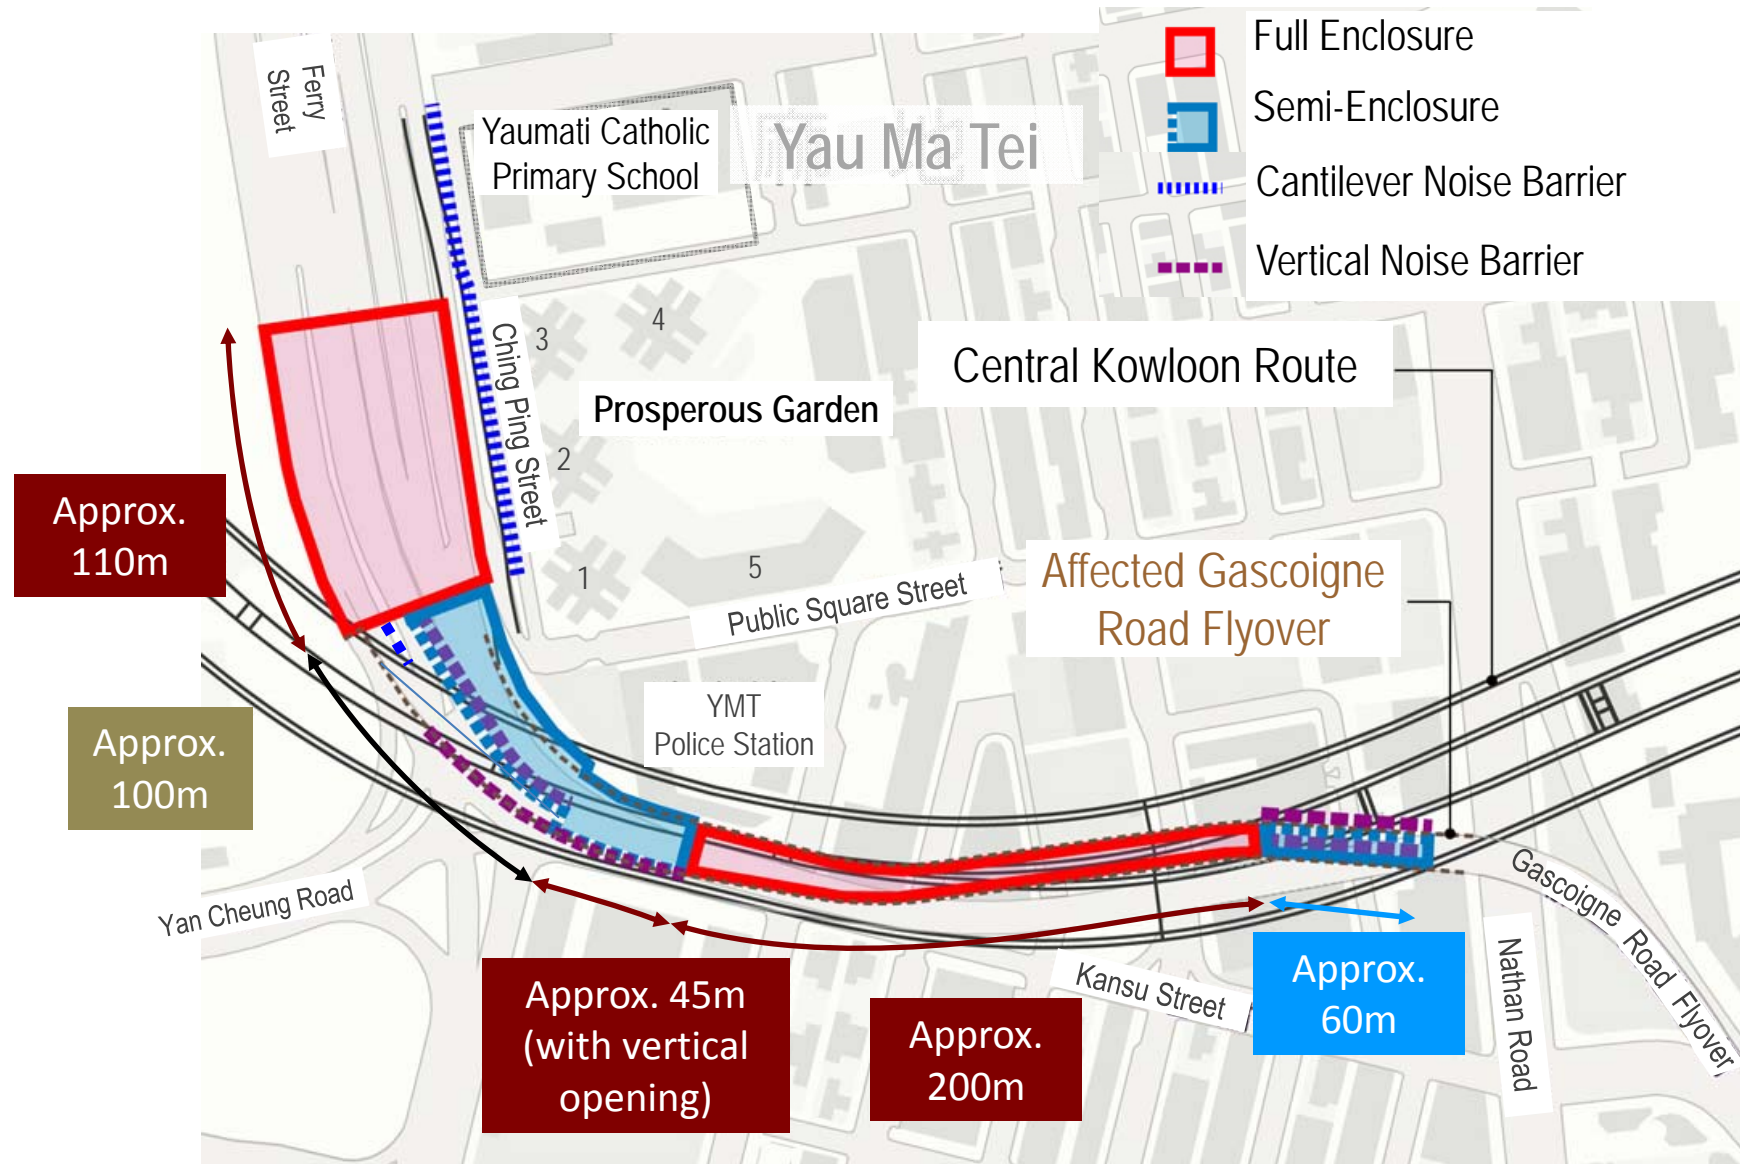 Full Enclosure
Semi-Enclosure
Cantilever Noise Barrier
Vertical Noise Barrier
Ferry
Street
Yaumati Catholic
Primary School
Yau Ma Tei
Ching Ping Street
3
4
2
1
5
Prosperous Garden
Central Kowloon Route
Affected Gascoigne
Road Flyover
Public Square Street
YMT
Police Station
Approx.
110m
Approx.
100m
Yan Cheung Road
Approx. 45m
(with vertical
opening)
Approx.
200m
Kansu Street
Approx.
60m
Nathan Road
Gascoigne Road Flyover